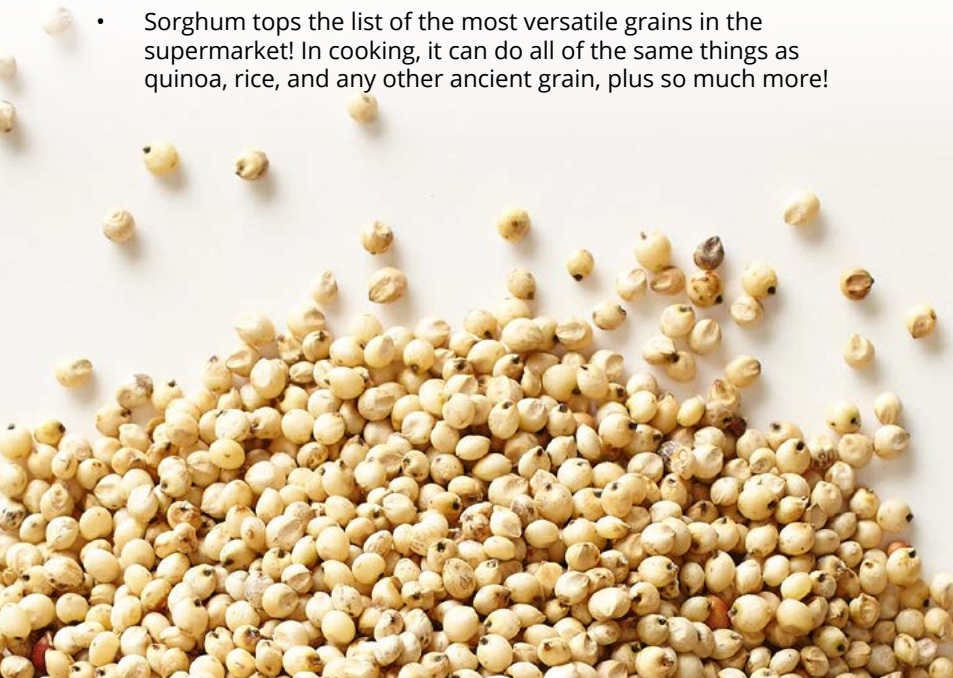 • Sorghum tops the list of the most versatile grains in the
supermarket! In cooking, it can do all of the same things as
quinoa, rice, and any other ancient grain, plus so much more!